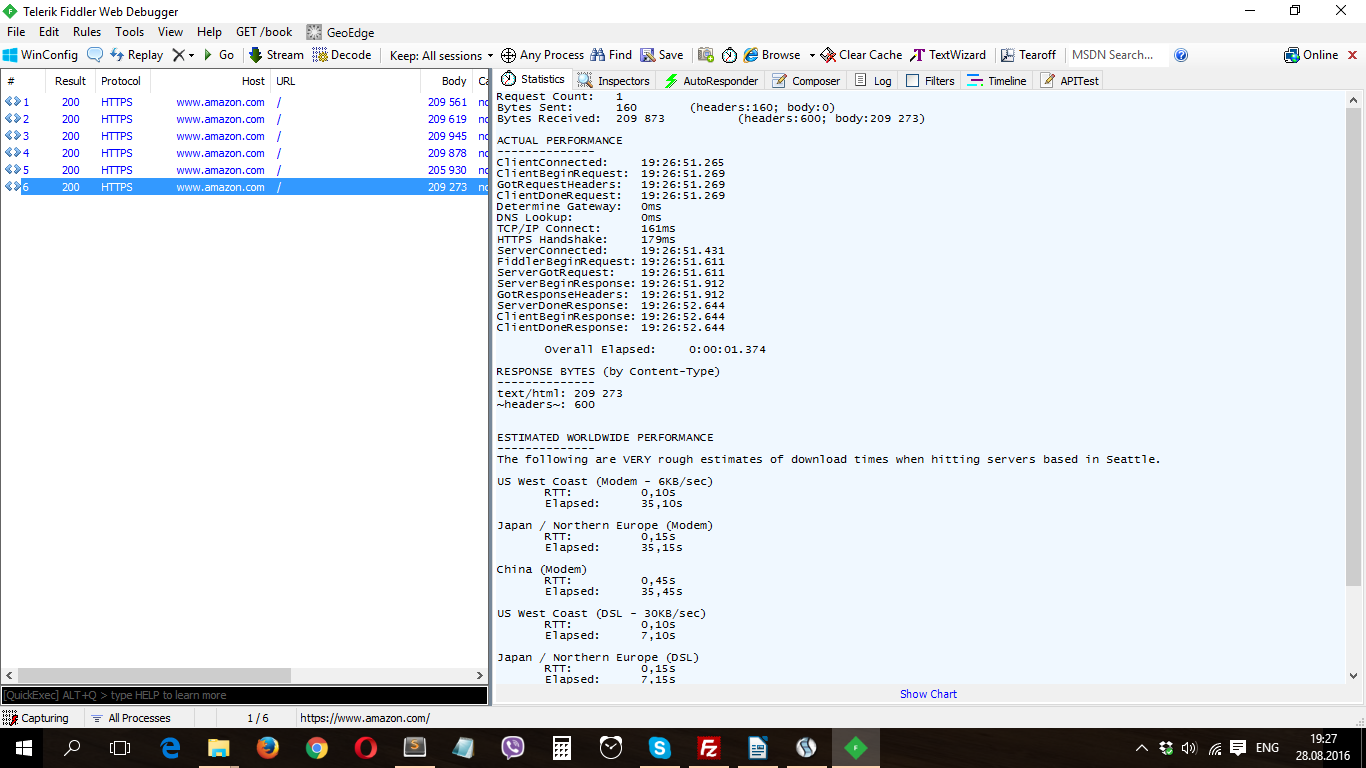 Telerik Fiddler Web Debugger
File Edit Rules Tools View Help GET /book GeoEdge
WinConfig Replay Go Stream Decode Keep: All sessions Any Process Find Save Browse Clear Cache TextWizard Tearoff MSDN Search... Online
# Result Protocol Host URL Body Ca
1 200 HTTPS www.amazon.com / 209 561 no
2 200 HTTPS www.amazon.com / 209 619 no
3 200 HTTPS www.amazon.com / 209 945 no
4 200 HTTPS www.amazon.com / 209 878 no
5 200 HTTPS www.amazon.com / 205 930 no
6 200 HTTPS www.amazon.com / 209 273 no
[QuickExec] ALT+Q > type HELP to learn more
Statistics Inspectors AutoResponder Composer Log Filters Timeline APITest
Request Count: 1
Bytes Sent: 160 (headers:160; body:0)
Bytes Received: 209 873 (headers:600; body:209 273)
ACTUAL PERFORMANCE
--------------
ClientConnected: 19:26:51.265
ClientBeginRequest: 19:26:51.269
GotRequestHeaders: 19:26:51.269
ClientDoneRequest: 19:26:51.269
Determine Gateway: 0ms
DNS Lookup: 0ms
TCP/IP Connect: 161ms
HTTPS Handshake: 179ms
ServerConnected: 19:26:51.431
FiddlerBeginRequest: 19:26:51.611
ServerGotRequest: 19:26:51.611
ServerBeginResponse: 19:26:51.912
GotResponseHeaders: 19:26:51.912
ServerDoneResponse: 19:26:52.644
ClientBeginResponse: 19:26:52.644
ClientDoneResponse: 19:26:52.644
Overall Elapsed: 0:00:01.374
RESPONSE BYTES (by Content-Type)
--------------
text/html: 209 273
~headers~: 600
ESTIMATED WORLDWIDE PERFORMANCE
--------------
The following are VERY rough estimates of download times when hitting servers based in Seattle.
US West Coast (Modem - 6KB/sec)
RTT: 0,10s
Elapsed: 35,10s
Japan / Northern Europe (Modem)
RTT: 0,15s
Elapsed: 35,15s
China (Modem)
RTT: 0,45s
Elapsed: 35,45s
US West Coast (DSL - 30KB/sec)
RTT: 0,10s
Elapsed: 7,10s
Japan / Northern Europe (DSL)
RTT: 0,15s
Elapsed: 7,15s
Show Chart
Capturing All Processes 1 / 6 https://www.amazon.com/
ENG
19:27
28.08.2016